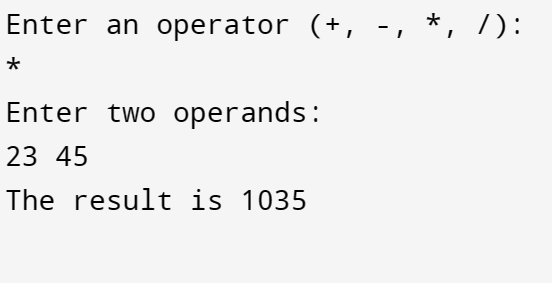 Enter an operator (+, -, *, /):
*
Enter two operands:
23 45
The result is 1035